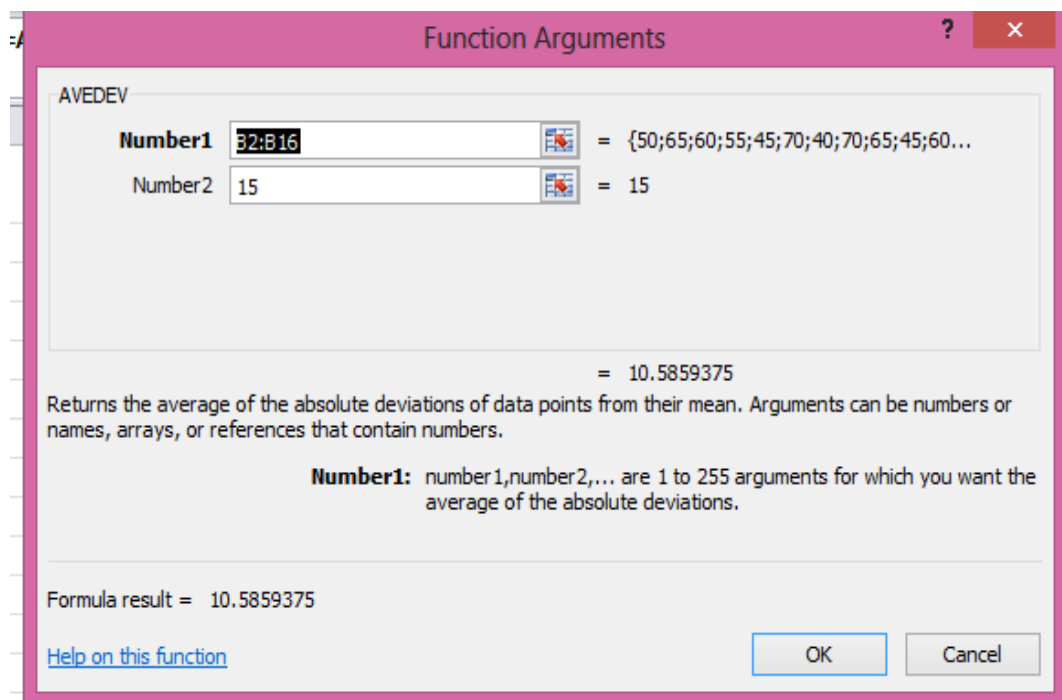 Function Arguments
?
×
=A
AVEDEV
Number1 B2:B16 = {50;65;60;55;45;70;40;70;65;45;60...
Number2 15 = 15
= 10.5859375
Returns the average of the absolute deviations of data points from their mean. Arguments can be numbers or
names, arrays, or references that contain numbers.
Number1: number1,number2,... are 1 to 255 arguments for which you want the
average of the absolute deviations.
Formula result = 10.5859375
Help on this function
OK
Cancel